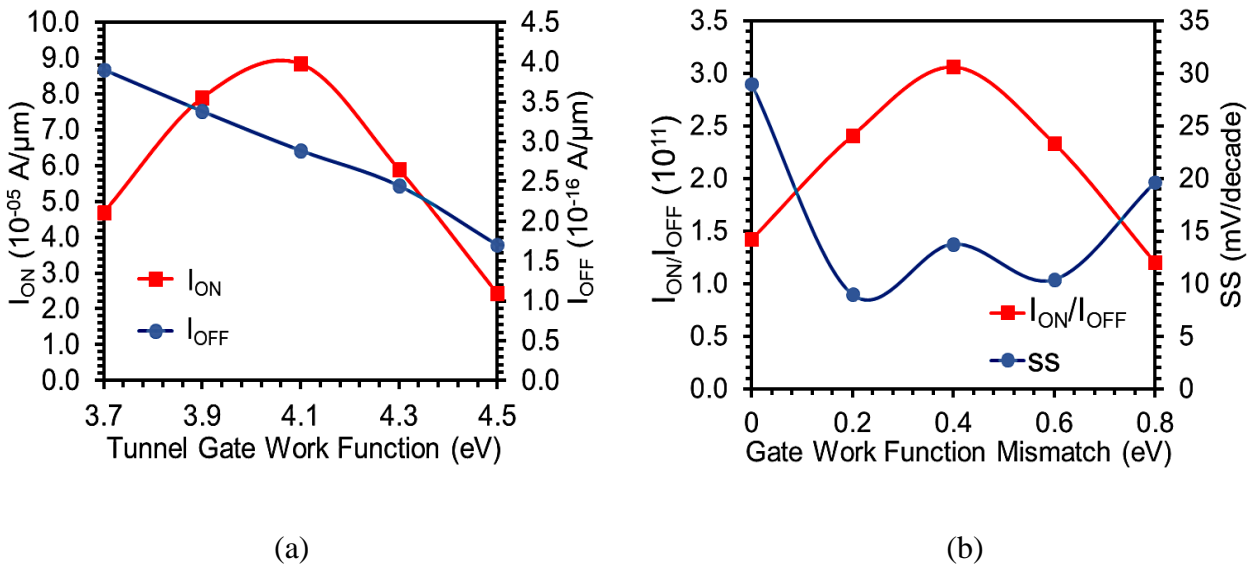 10.0
9.0
8.0
7.0
6.0
5.0
4.0
3.0
2.0
1.0
0.0
I_ON (10^-05 A/μm)
4.5
4.0
3.5
3.0
2.5
2.0
1.5
1.0
0.5
0.0
I_OFF (10^-16 A/μm)
I_ON
I_OFF
3.7 3.9 4.1 4.3 4.5
Tunnel Gate Work Function (eV)
(a)
3.5
3.0
2.5
2.0
1.5
1.0
0.5
0.0
I_ON/I_OFF (10^11)
35
30
25
20
15
10
5
0
SS (mV/decade)
I_ON/I_OFF
SS
0 0.2 0.4 0.6 0.8
Gate Work Function Mismatch (eV)
(b)